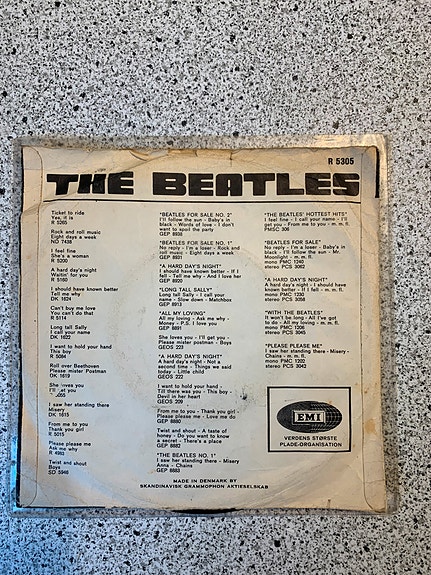 R 5305
THE BEATLES
Ticket to ride
Yes, it is
R 5265
Rock and roll music
Eight days a week
ND 7438
I feel fine
She's a woman
R 5200
A hard day's night
Waitin' for you
R 5160
I should have known better
Tell me why
DK 1624
Can't buy me love
You can't do that
R 5114
Long tall Sally
I call your name
DK 1622
I want to hold your hand
This boy
R 5084
Roll over Beethoven
Please mister Postman
DK 1619
She loves you
I'll get you
5055
I saw her standing there
Misery
DK 1615
From me to you
Thank you girl
R 5015
Please please me
Ask me why
R 4983
Twist and shout
Boys
SD 5946
"BEATLES FOR SALE NO. 2"
I'll follow the sun - Baby's in
black - Words of love - I don't
want to spoil the party
GEP 8938
"BEATLES FOR SALE NO. 1"
No reply - I'm a loser - Rock and
roll music - Eight days a week
GEP 8931
"A HARD DAY'S NIGHT"
I should have known better - If I
fell - Tell me why - And I love her
GEP 8920
"LONG TALL SALLY"
Long tall Sally - I call your
name - Slow down - Matchbox
GEP 8913
"ALL MY LOVING"
All my loving - Ask me why -
Money - P.S. I love you
GEP 8891
She loves you - I'll get you -
Please mister postman - Boys
GEOS 223
"A HARD DAY'S NIGHT"
A hard day's night - Not a
second time - Things we said
today - Little child
GEOS 222
I want to hold your hand -
Till there was you - This boy -
Devil in her heart
GEOS 209
From me to you - Thank you girl -
Please please me - Love me do
GEP 8880
Twist and shout - A taste of
honey - Do you want to know
a secret - There's a place
GEP 8882
"THE BEATLES NO. 1"
I saw her standing there - Misery
Anna - Chains
GEP 8883
"THE BEATLES' HOTTEST HITS"
I feel fine - I call your name - I'll
get you - From me to you - m. m. fl.
PMSC 306
"BEATLES FOR SALE"
No reply - I'm a loser - Baby's in
black - I'll follow the sun - Mr.
Moonlight - m. m. fl.
mono PMC 1240
stereo PCS 3062
"A HARD DAY'S NIGHT"
A hard day's night - I should have
known better - If I fell - m. m. fl.
mono PMC 1230
stereo PCS 3058
"WITH THE BEATLES"
It won't be long - All I've got
to do - All my loving - m. m. fl.
mono PMC 1206
stereo PCS 3045
"PLEASE PLEASE ME"
I saw her standing there - Misery -
Chains - m. fl.
mono PMC 1202
stereo PCS 3042
EMI
VERDENS STØRSTE
PLADE-ORGANISATION
MADE IN DENMARK BY
SKANDINAVISK GRAMMOPHON AKTIESELSKAB